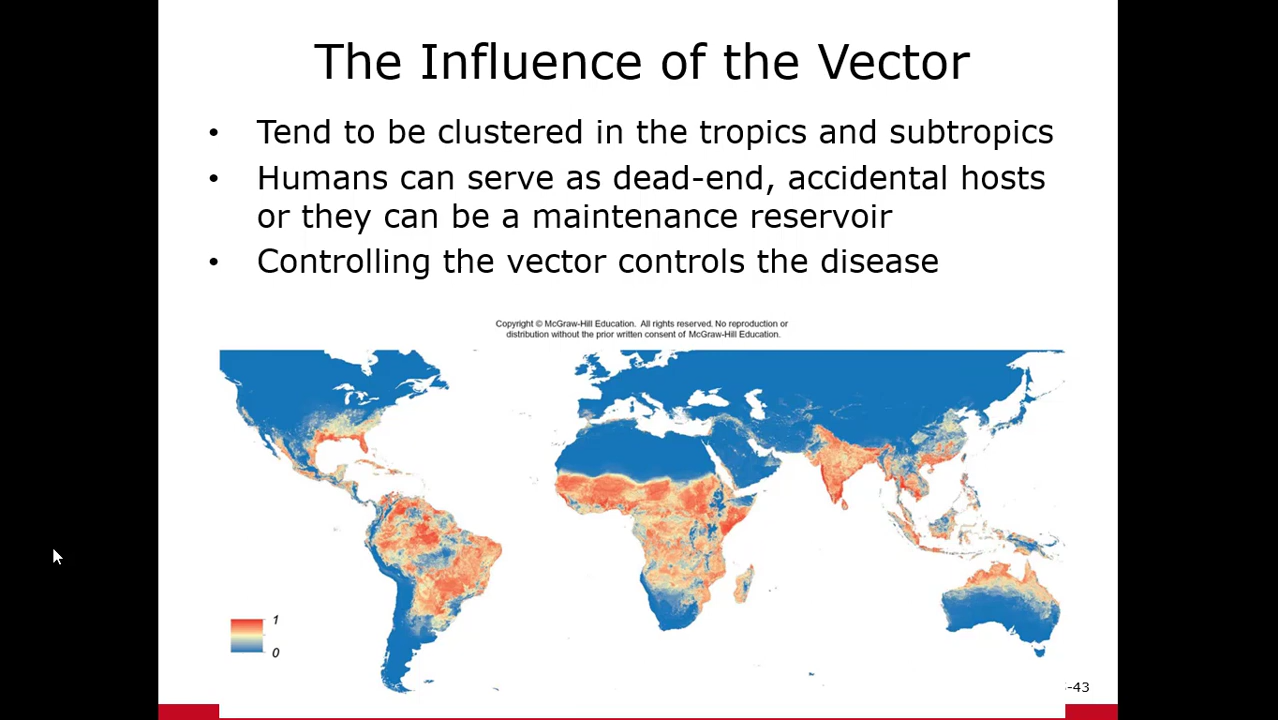 The Influence of the Vector
• Tend to be clustered in the tropics and subtropics
• Humans can serve as dead-end, accidental hosts
or they can be a maintenance reservoir
• Controlling the vector controls the disease
Copyright © McGraw-Hill Education. All rights reserved. No reproduction or
distribution without the prior written consent of McGraw-Hill Education.
1
0
-43